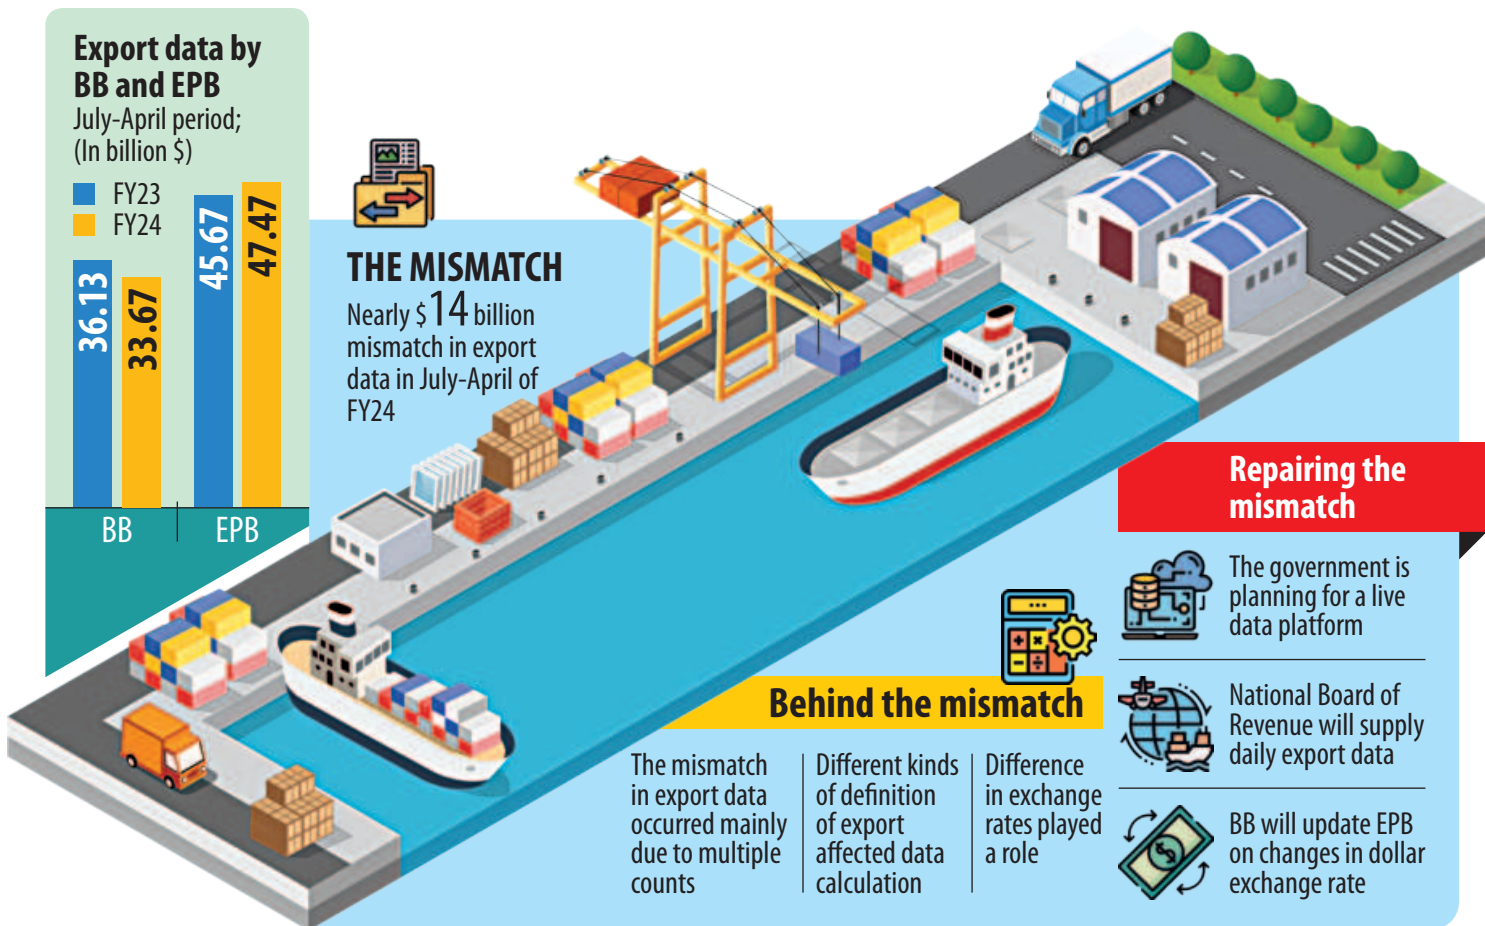 Export data by
BB and EPB
July-April period;
(In billion $)
FY23
FY24
36.13
33.67
45.67
47.47
BB
EPB
THE MISMATCH
Nearly $14 billion
mismatch in export
data in July-April of
FY24
Behind the mismatch
The mismatch
in export data
occurred mainly
due to multiple
counts
Different kinds
of definition
of export
affected data
calculation
Difference
in exchange
rates played
a role
Repairing the
mismatch
The government is
planning for a live
data platform
National Board of
Revenue will supply
daily export data
BB will update EPB
on changes in dollar
exchange rate